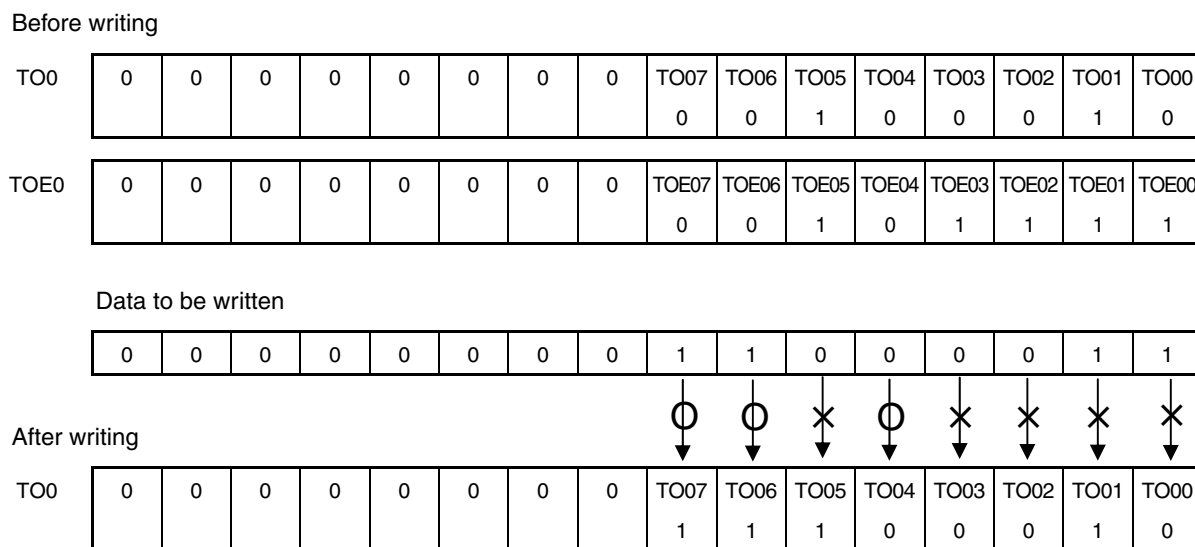 Before writing
TO0 0 0 0 0 0 0 0 0 TO07 TO06 TO05 TO04 TO03 TO02 TO01 TO00
0 0 1 0 0 0 1 0
TOE0 0 0 0 0 0 0 0 0 TOE07 TOE06 TOE05 TOE04 TOE03 TOE02 TOE01 TOE00
0 0 1 0 1 1 1 1
Data to be written
0 0 0 0 0 0 0 0 1 1 0 0 0 0 1 1
O O × O × × × ×
After writing
TO0 0 0 0 0 0 0 0 0 TO07 TO06 TO05 TO04 TO03 TO02 TO01 TO00
1 1 1 0 0 0 1 0